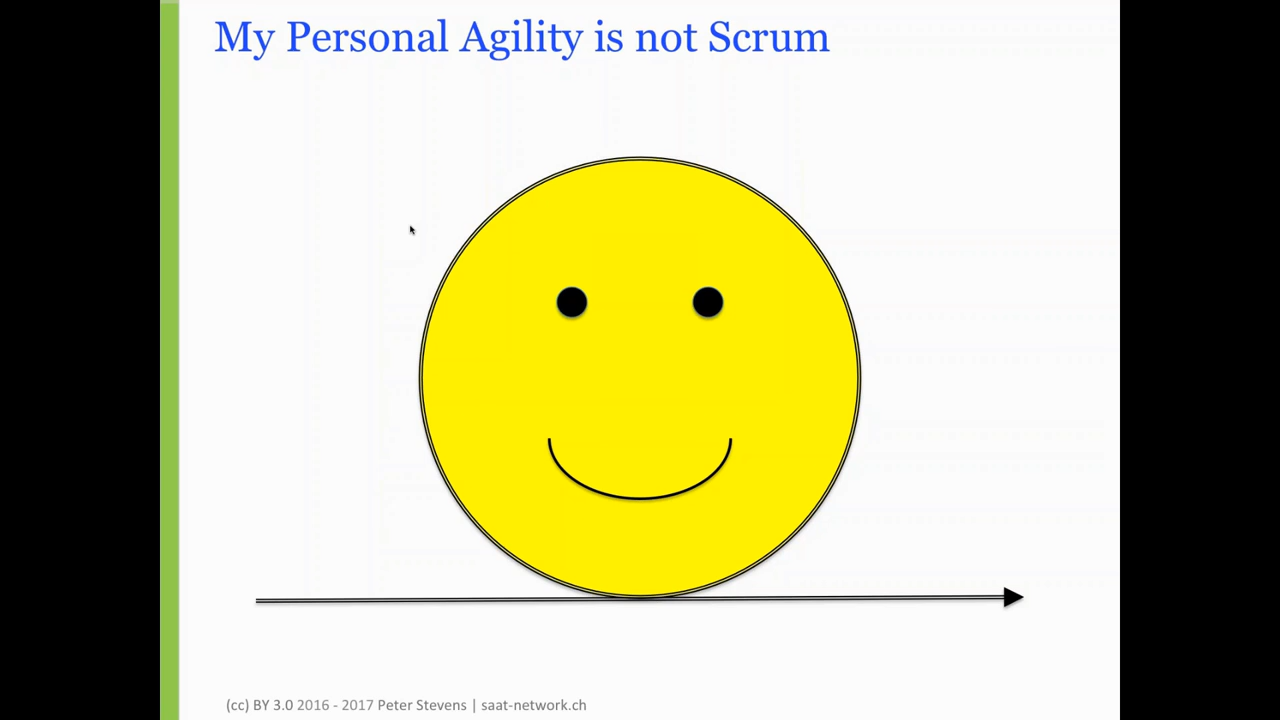 My Personal Agility is not Scrum
(cc) BY 3.0 2016 - 2017 Peter Stevens | saat-network.ch